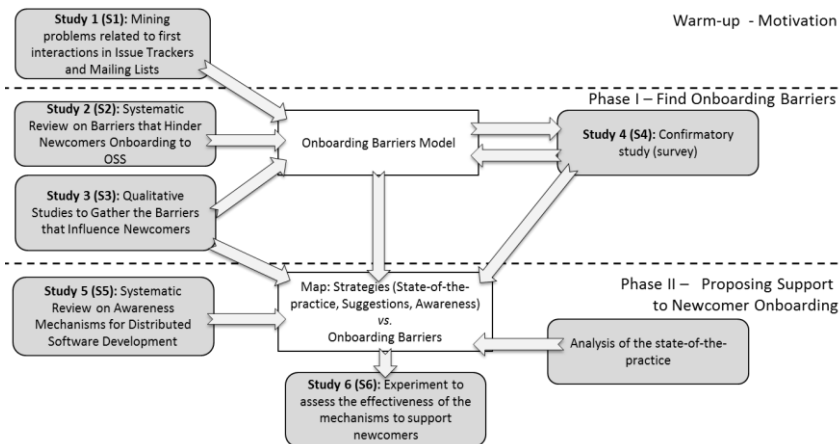 Study 1 (S1): Mining
problems related to first
interactions in Issue Trackers
and Mailing Lists
Warm-up - Motivation
Phase I – Find Onboarding Barriers
Study 2 (S2): Systematic
Review on Barriers that Hinder
Newcomers Onboarding to
OSS
Onboarding Barriers Model
Study 4 (S4): Confirmatory
study (survey)
Study 3 (S3): Qualitative
Studies to Gather the Barriers
that Influence Newcomers
Phase II – Proposing Support
to Newcomer Onboarding
Study 5 (S5): Systematic
Review on Awareness
Mechanisms for Distributed
Software Development
Map: Strategies (State-of-the-
practice, Suggestions, Awareness)
vs.
Onboarding Barriers
Analysis of the state-of-the-
practice
Study 6 (S6): Experiment to
assess the effectiveness of the
mechanisms to support
newcomers